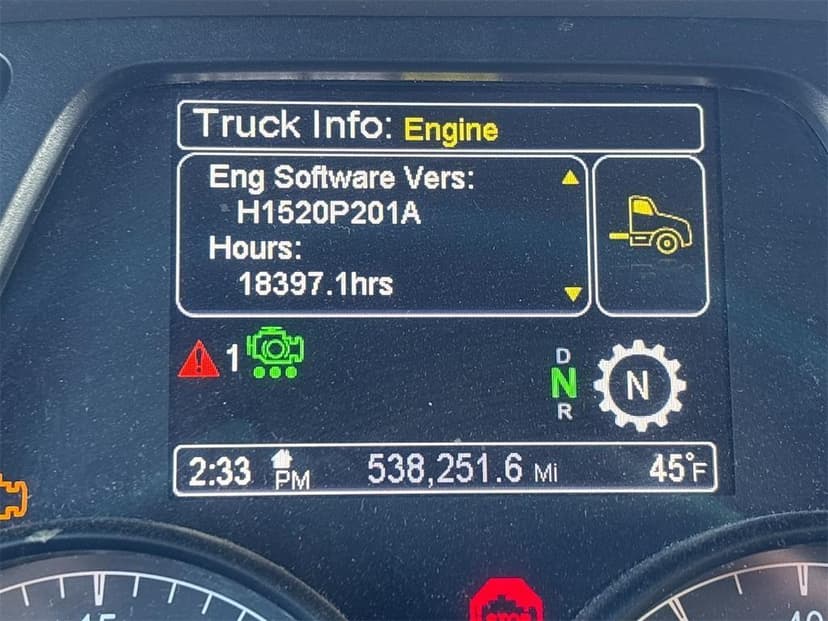 Truck Info: Engine
Eng Software Vers:
H1520P201A
Hours:
18397.1hrs
1
D
N
R
N
2:33 PM 538,251.6 Mi 45°F
STOP